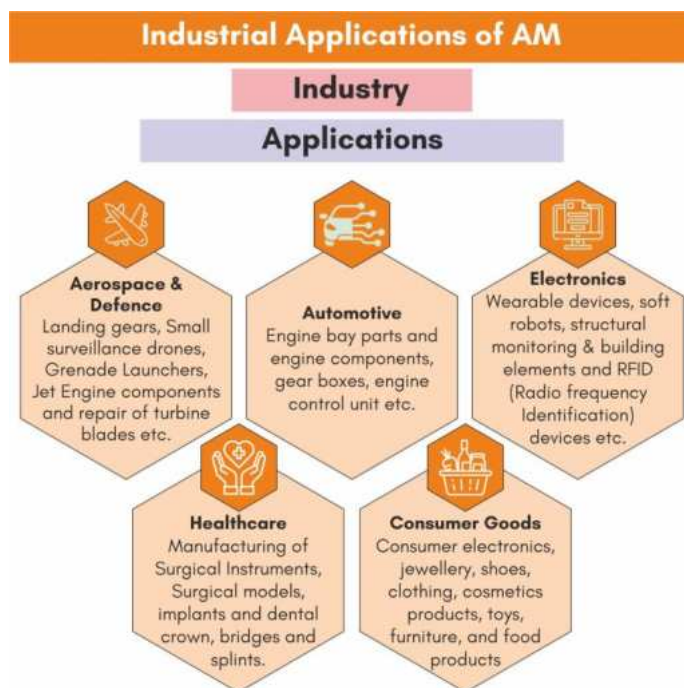 Industrial Applications of AM
Industry
Applications
Aerospace &
Defence
Landing gears, Small
surveillance drones,
Grenade Launchers,
Jet Engine components
and repair of turbine
blades etc.
Automotive
Engine bay parts and
engine components,
gear boxes, engine
control unit etc.
Electronics
Wearable devices, soft
robots, structural
monitoring & building
elements and RFID
(Radio frequency
Identification)
devices etc.
Healthcare
Manufacturing of
Surgical Instruments,
Surgical models,
implants and dental
crown, bridges and
splints.
Consumer Goods
Consumer electronics,
jewellery, shoes,
clothing, cosmetics
products, toys,
furniture, and food
products